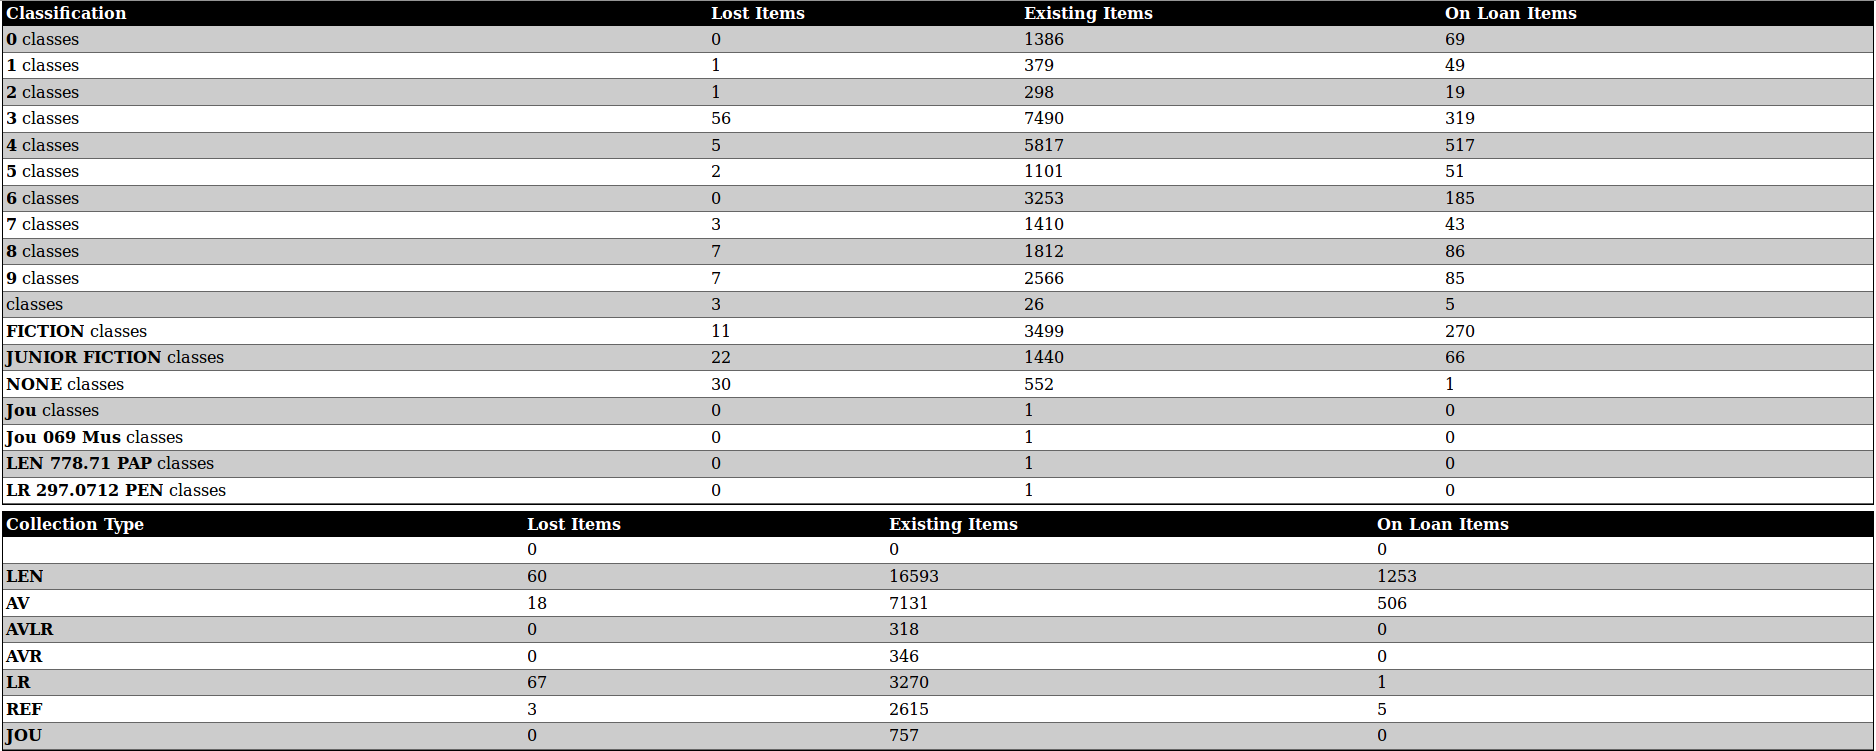 Classification Lost Items Existing Items On Loan Items
0 classes 0 1386 69
1 classes 1 379 49
2 classes 1 298 19
3 classes 56 7490 319
4 classes 5 5817 517
5 classes 2 1101 51
6 classes 0 3253 185
7 classes 3 1410 43
8 classes 7 1812 86
9 classes 7 2566 85
classes 3 26 5
FICTION classes 11 3499 270
JUNIOR FICTION classes 22 1440 66
NONE classes 30 552 1
Jou classes 0 1 0
Jou 069 Mus classes 0 1 0
LEN 778.71 PAP classes 0 1 0
LR 297.0712 PEN classes 0 1 0
Collection Type Lost Items Existing Items On Loan Items
0 0 0
LEN 60 16593 1253
AV 18 7131 506
AVLR 0 318 0
AVR 0 346 0
LR 67 3270 1
REF 3 2615 5
JOU 0 757 0